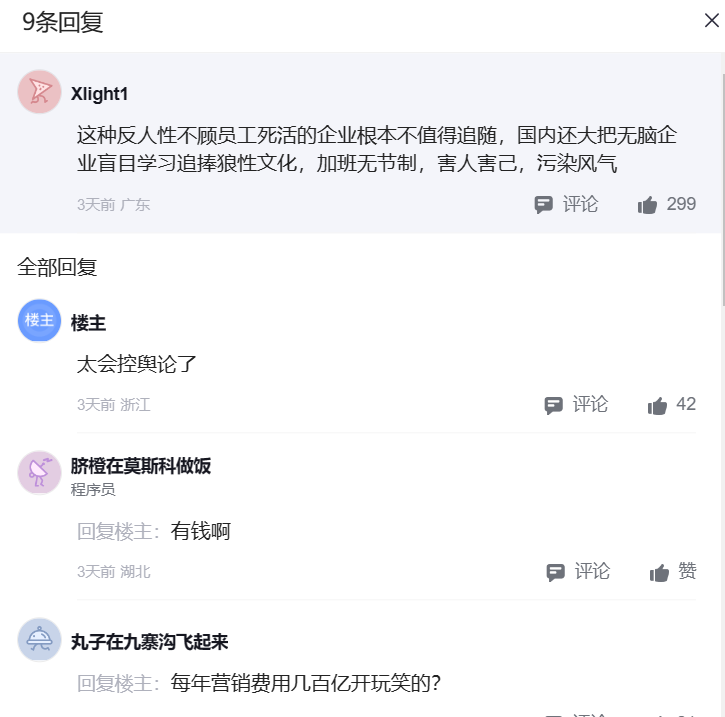 9条回复
Xlight1
这种反人性不顾员工死活的企业根本不值得追随，国内还大把无脑企
业盲目学习追捧狼性文化，加班无节制，害人害己，污染风气
3天前 广东 评论 299
全部回复
楼主 楼主
太会控舆论了
3天前 浙江 评论 42
脐橙在莫斯科做饭
程序员
回复楼主：有钱啊
3天前 湖北 评论 赞
丸子在九寨沟飞起来
回复楼主：每年营销费用几百亿开玩笑的?